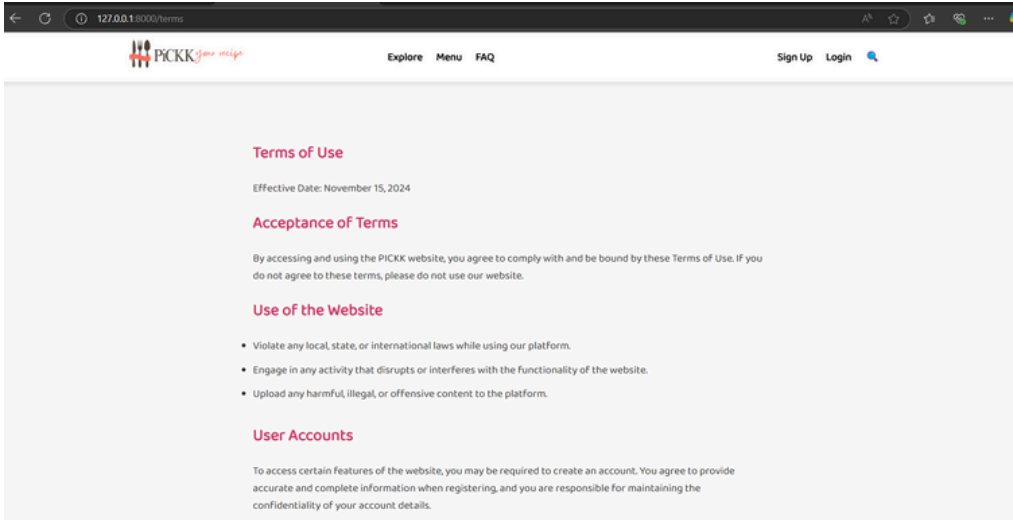 127.0.0.1:8000/terms
PiCKK your recipe
Explore Menu FAQ
Sign Up Login
Terms of Use
Effective Date: November 15, 2024
Acceptance of Terms
By accessing and using the PICKK website, you agree to comply with and be bound by these Terms of Use. If you
do not agree to these terms, please do not use our website.
Use of the Website
• Violate any local, state, or international laws while using our platform.
• Engage in any activity that disrupts or interferes with the functionality of the website.
• Upload any harmful, illegal, or offensive content to the platform.
User Accounts
To access certain features of the website, you may be required to create an account. You agree to provide
accurate and complete information when registering, and you are responsible for maintaining the
confidentiality of your account details.